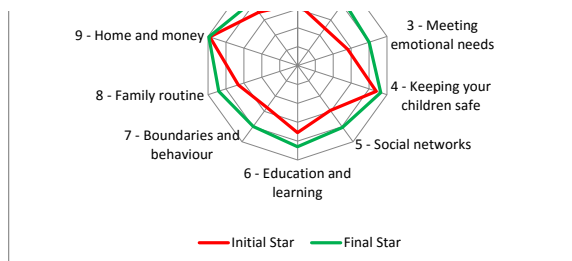 9 - Home and money
3 - Meeting
emotional needs
8 - Family routine
4 - Keeping your
children safe
7 - Boundaries and
behaviour
5 - Social networks
6 - Education and
learning
Initial Star
Final Star